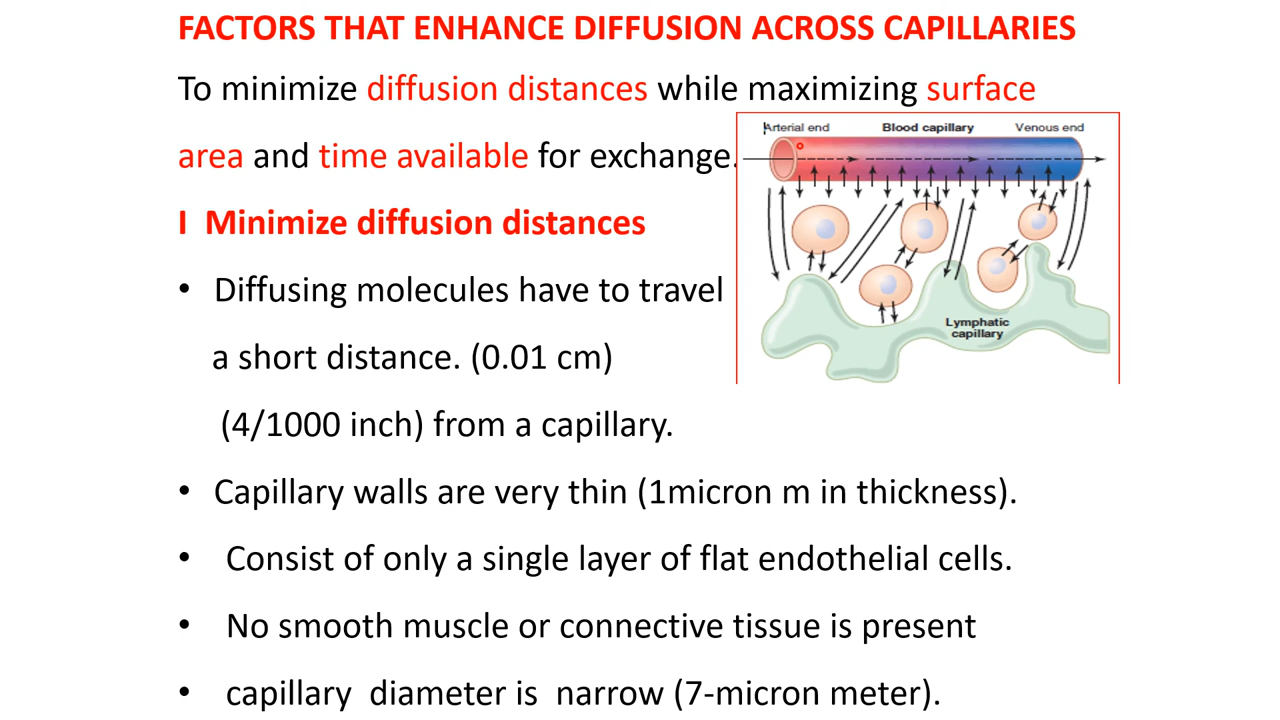 FACTORS THAT ENHANCE DIFFUSION ACROSS CAPILLARIES
To minimize diffusion distances while maximizing surface
area and time available for exchange.
Arterial end Blood capillary Venous end
Lymphatic
capillary
I Minimize diffusion distances
• Diffusing molecules have to travel
a short distance. (0.01 cm)
(4/1000 inch) from a capillary.
• Capillary walls are very thin (1micron m in thickness).
• Consist of only a single layer of flat endothelial cells.
• No smooth muscle or connective tissue is present
• capillary diameter is narrow (7-micron meter).